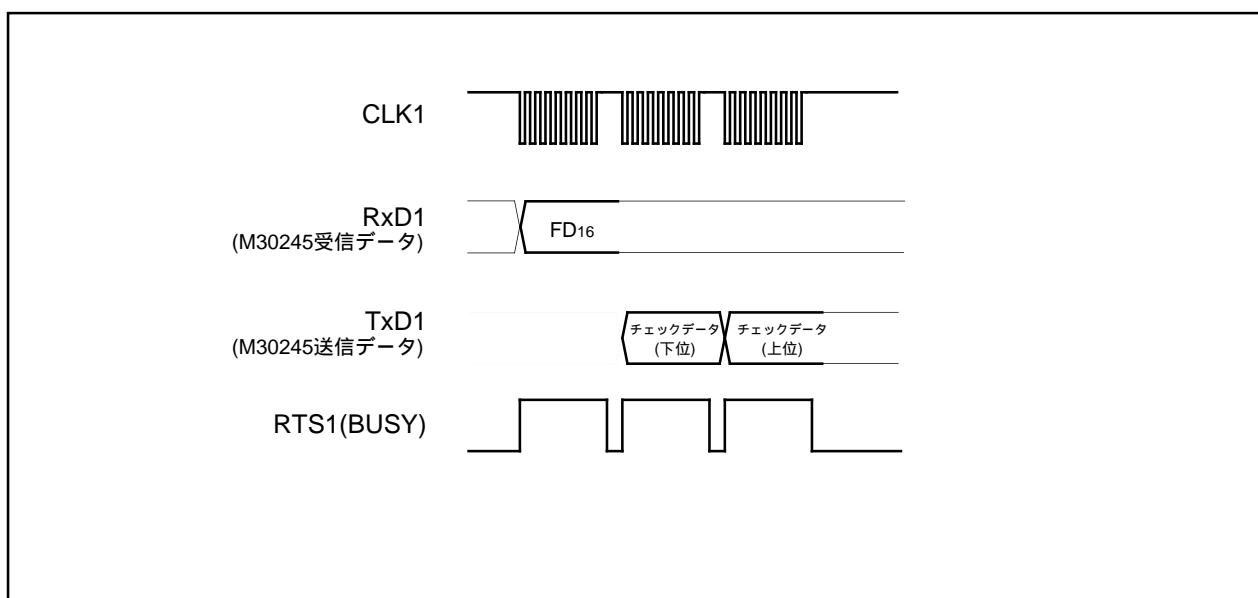 CLK1
RxD1
(M30245受信データ)
FD16
TxD1
(M30245送信データ)
チェックデータ
(下位)
チェックデータ
(上位)
RTS1(BUSY)